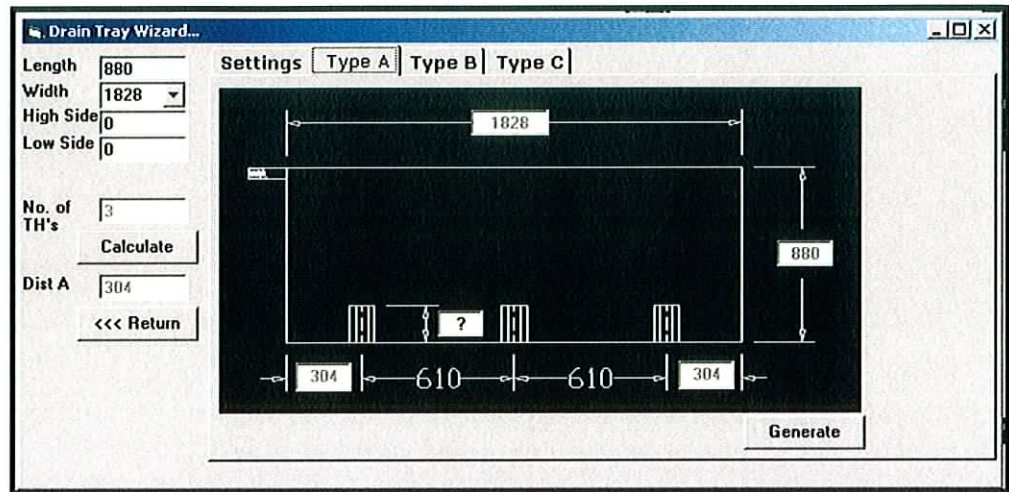 Drain Tray Wizard...
Length 880
Width 1828
High Side 0
Low Side 0
No. of TH's 3
Calculate
Dist A 304
<<< Return
Settings Type A Type B Type C
1828
880
?
304 610 610 304
Generate